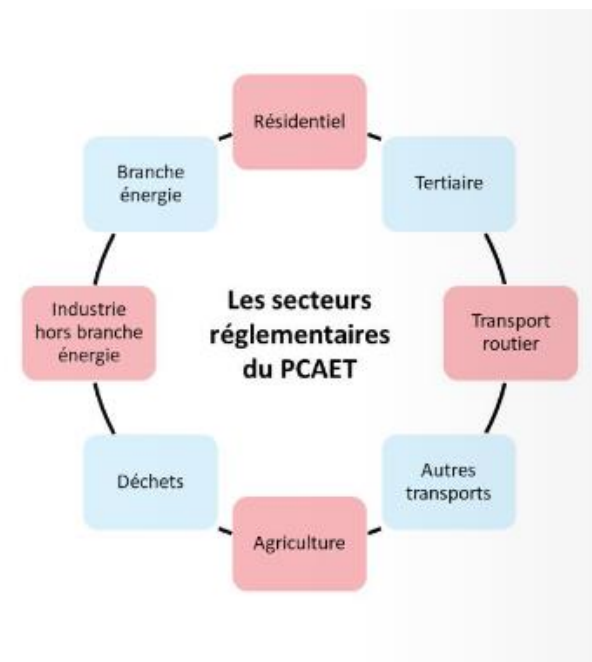 Résidentiel
Tertiaire
Transport
routier
Autres
transports
Agriculture
Déchets
Industrie
hors branche
énergie
Branche
énergie
Les secteurs
réglementaires
du PCAET